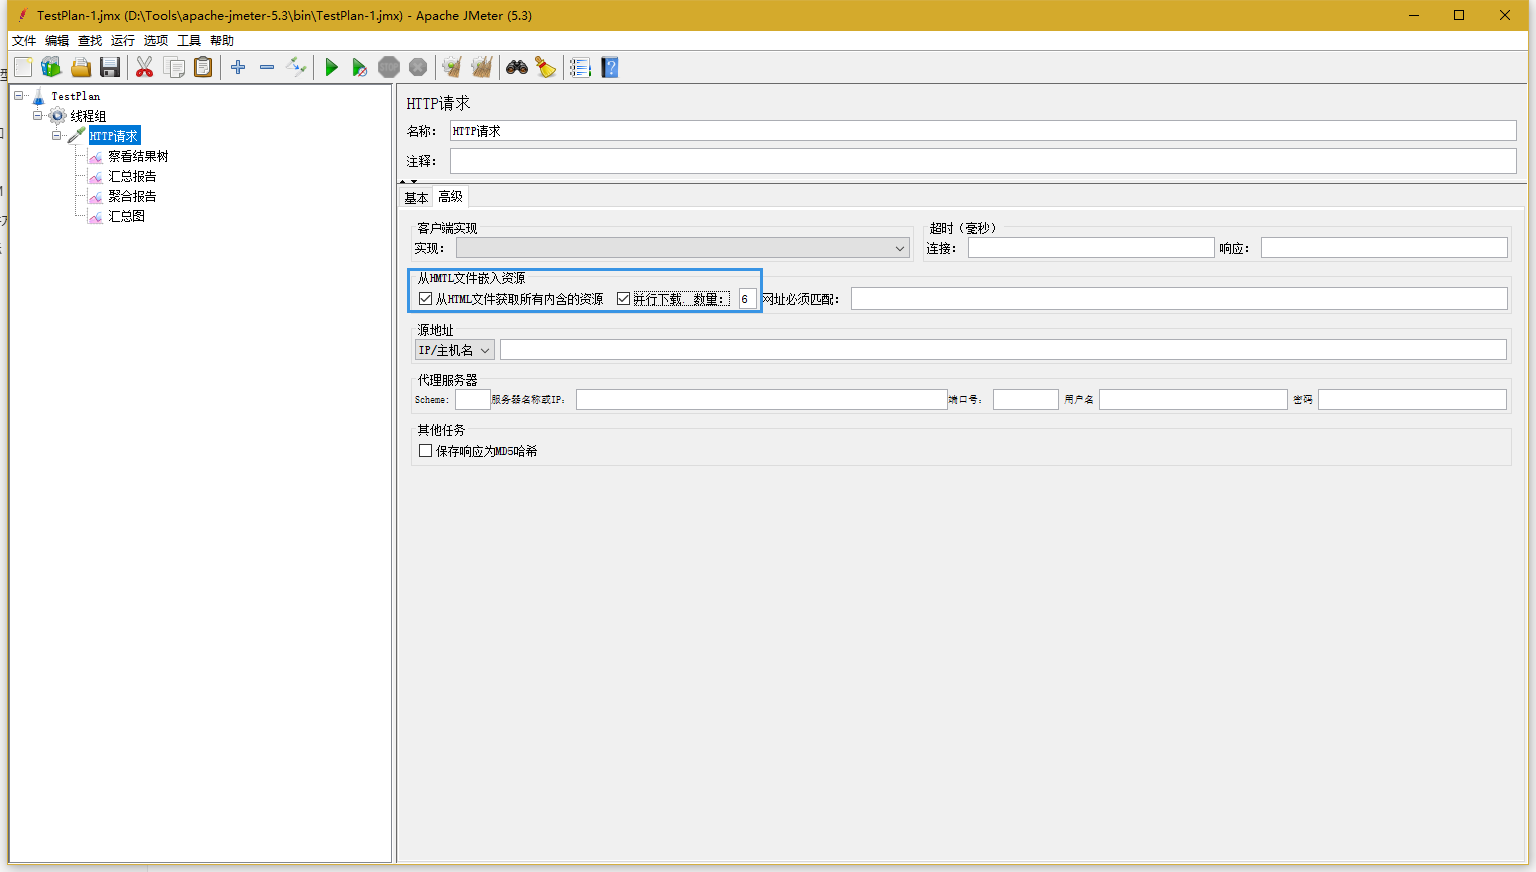 TestPlan-1.jmx (D:\Tools\apache-jmeter-5.3\bin\TestPlan-1.jmx) - Apache JMeter (5.3)
文件 编辑 查找 运行 选项 工具 帮助
STOP
TestPlan
线程组
HTTP请求
察看结果树
汇总报告
聚合报告
汇总图
HTTP请求
名称： HTTP请求
注释：
基本 高级
客户端实现
实现：
超时（毫秒）
连接： 响应：
从HMTL文件嵌入资源
从HTML文件获取所有内含的资源 并行下载. 数量： 6 网址必须匹配：
源地址
IP/主机名
代理服务器
Scheme: 服务器名称或IP： 端口号： 用户名 密码
其他任务
保存响应为MD5哈希